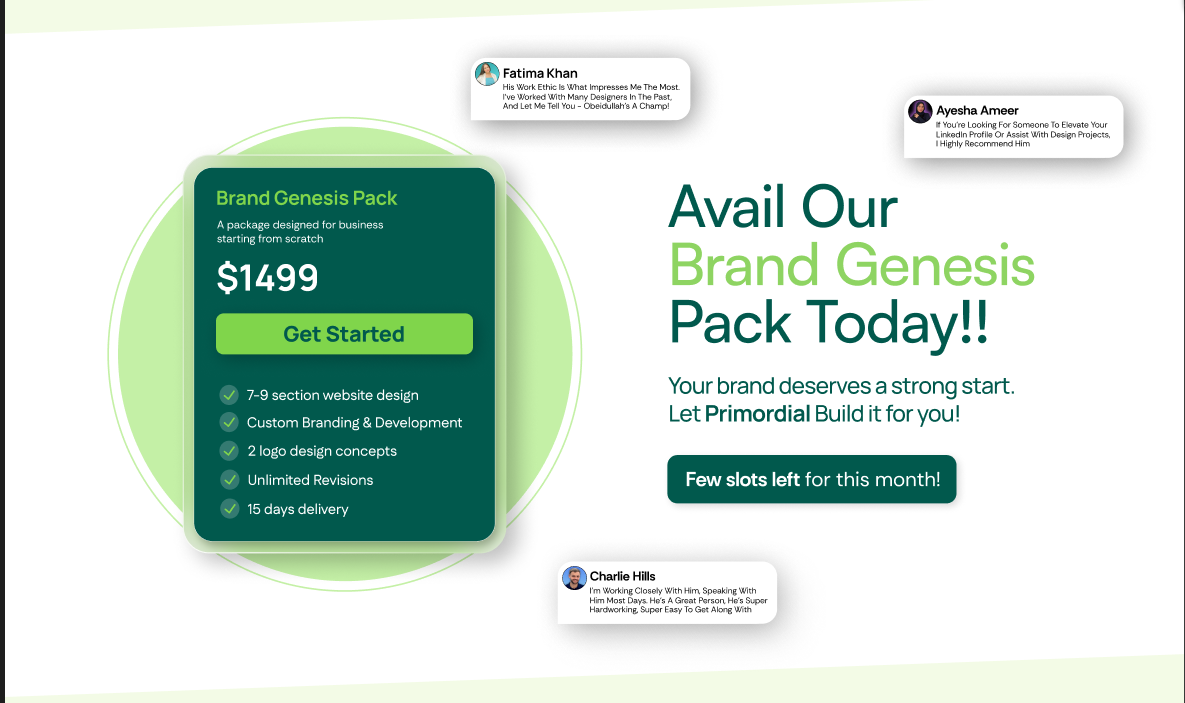 Fatima Khan
His Work Ethic Is What Impresses Me The Most.
I've Worked With Many Designers In The Past,
And Let Me Tell You - Obeidullah's A Champ!
Ayesha Ameer
If You're Looking For Someone To Elevate Your
LinkedIn Profile Or Assist With Design Projects,
I Highly Recommend Him
Brand Genesis Pack
A package designed for business
starting from scratch
$1499
Get Started
7-9 section website design
Custom Branding & Development
2 logo design concepts
Unlimited Revisions
15 days delivery
Avail Our
Brand Genesis
Pack Today!!
Your brand deserves a strong start.
Let Primordial Build it for you!
Few slots left for this month!
Charlie Hills
I'm Working Closely With Him, Speaking With
Him Most Days. He's A Great Person, He's Super
Hardworking, Super Easy To Get Along With